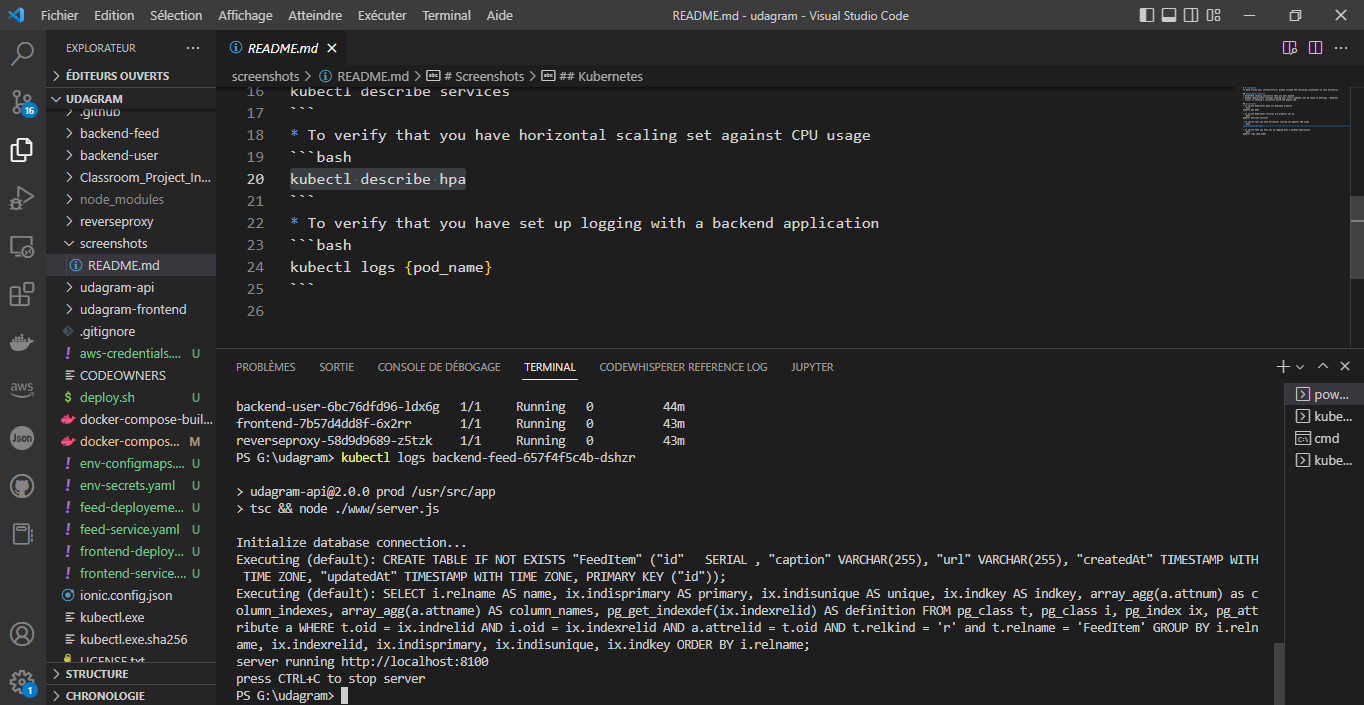 Fichier Edition Sélection Affichage Atteindre Exécuter Terminal Aide
README.md - udagram - Visual Studio Code
EXPLORATEUR
ÉDITEURS OUVERTS
UDAGRAM
.github
backend-feed
backend-user
Classroom_Project_In...
node_modules
reverseproxy
screenshots
README.md
udagram-api
udagram-frontend
.gitignore
aws-credentials.... U
CODEOWNERS
deploy.sh U
docker-compose-buil...
docker-compos... M
env-configmaps.... U
env-secrets.yaml U
feed-deployeme... U
feed-service.yaml U
frontend-deploy... U
frontend-service.... U
ionic.config.json
kubectl.exe
kubectl.exe.sha256
LICENSE.txt
STRUCTURE
CHRONOLOGIE
16
aws
Json
1
README.md
screenshots > README.md > # Screenshots > ## Kubernetes
16 kubectl describe services
17 ```
18 * To verify that you have horizontal scaling set against CPU usage
19 ```bash
20 kubectl describe hpa
21 ```
22 * To verify that you have set up logging with a backend application
23 ```bash
24 kubectl logs {pod_name}
25 ```
26
PROBLÈMES SORTIE CONSOLE DE DÉBOGAGE TERMINAL CODEWHISPERER REFERENCE LOG JUPYTER
backend-user-6bc76dfd96-ldx6g 1/1 Running 0 44m
frontend-7b57d4dd8f-6x2rr 1/1 Running 0 43m
reverseproxy-58d9d9689-z5tzk 1/1 Running 0 43m
PS G:\udagram> kubectl logs backend-feed-657f4f5c4b-dshzr
> udagram-api@2.0.0 prod /usr/src/app
> tsc && node ./www/server.js
Initialize database connection...
Executing (default): CREATE TABLE IF NOT EXISTS "FeedItem" ("id"   SERIAL , "caption" VARCHAR(255), "url" VARCHAR(255), "createdAt" TIMESTAMP WITH
TIME ZONE, "updatedAt" TIMESTAMP WITH TIME ZONE, PRIMARY KEY ("id"));
Executing (default): SELECT i.relname AS name, ix.indisprimary AS primary, ix.indisunique AS unique, ix.indkey AS indkey, array_agg(a.attnum) as c
olumn_indexes, array_agg(a.attname) AS column_names, pg_get_indexdef(ix.indexrelid) AS definition FROM pg_class t, pg_class i, pg_index ix, pg_att
ribute a WHERE t.oid = ix.indrelid AND i.oid = ix.indexrelid AND a.attrelid = t.oid AND t.relkind = 'r' and t.relname = 'FeedItem' GROUP BY i.reln
ame, ix.indexrelid, ix.indisprimary, ix.indisunique, ix.indkey ORDER BY i.relname;
server running http://localhost:8100
press CTRL+C to stop server
PS G:\udagram>
pow...
kube...
cmd
kube...